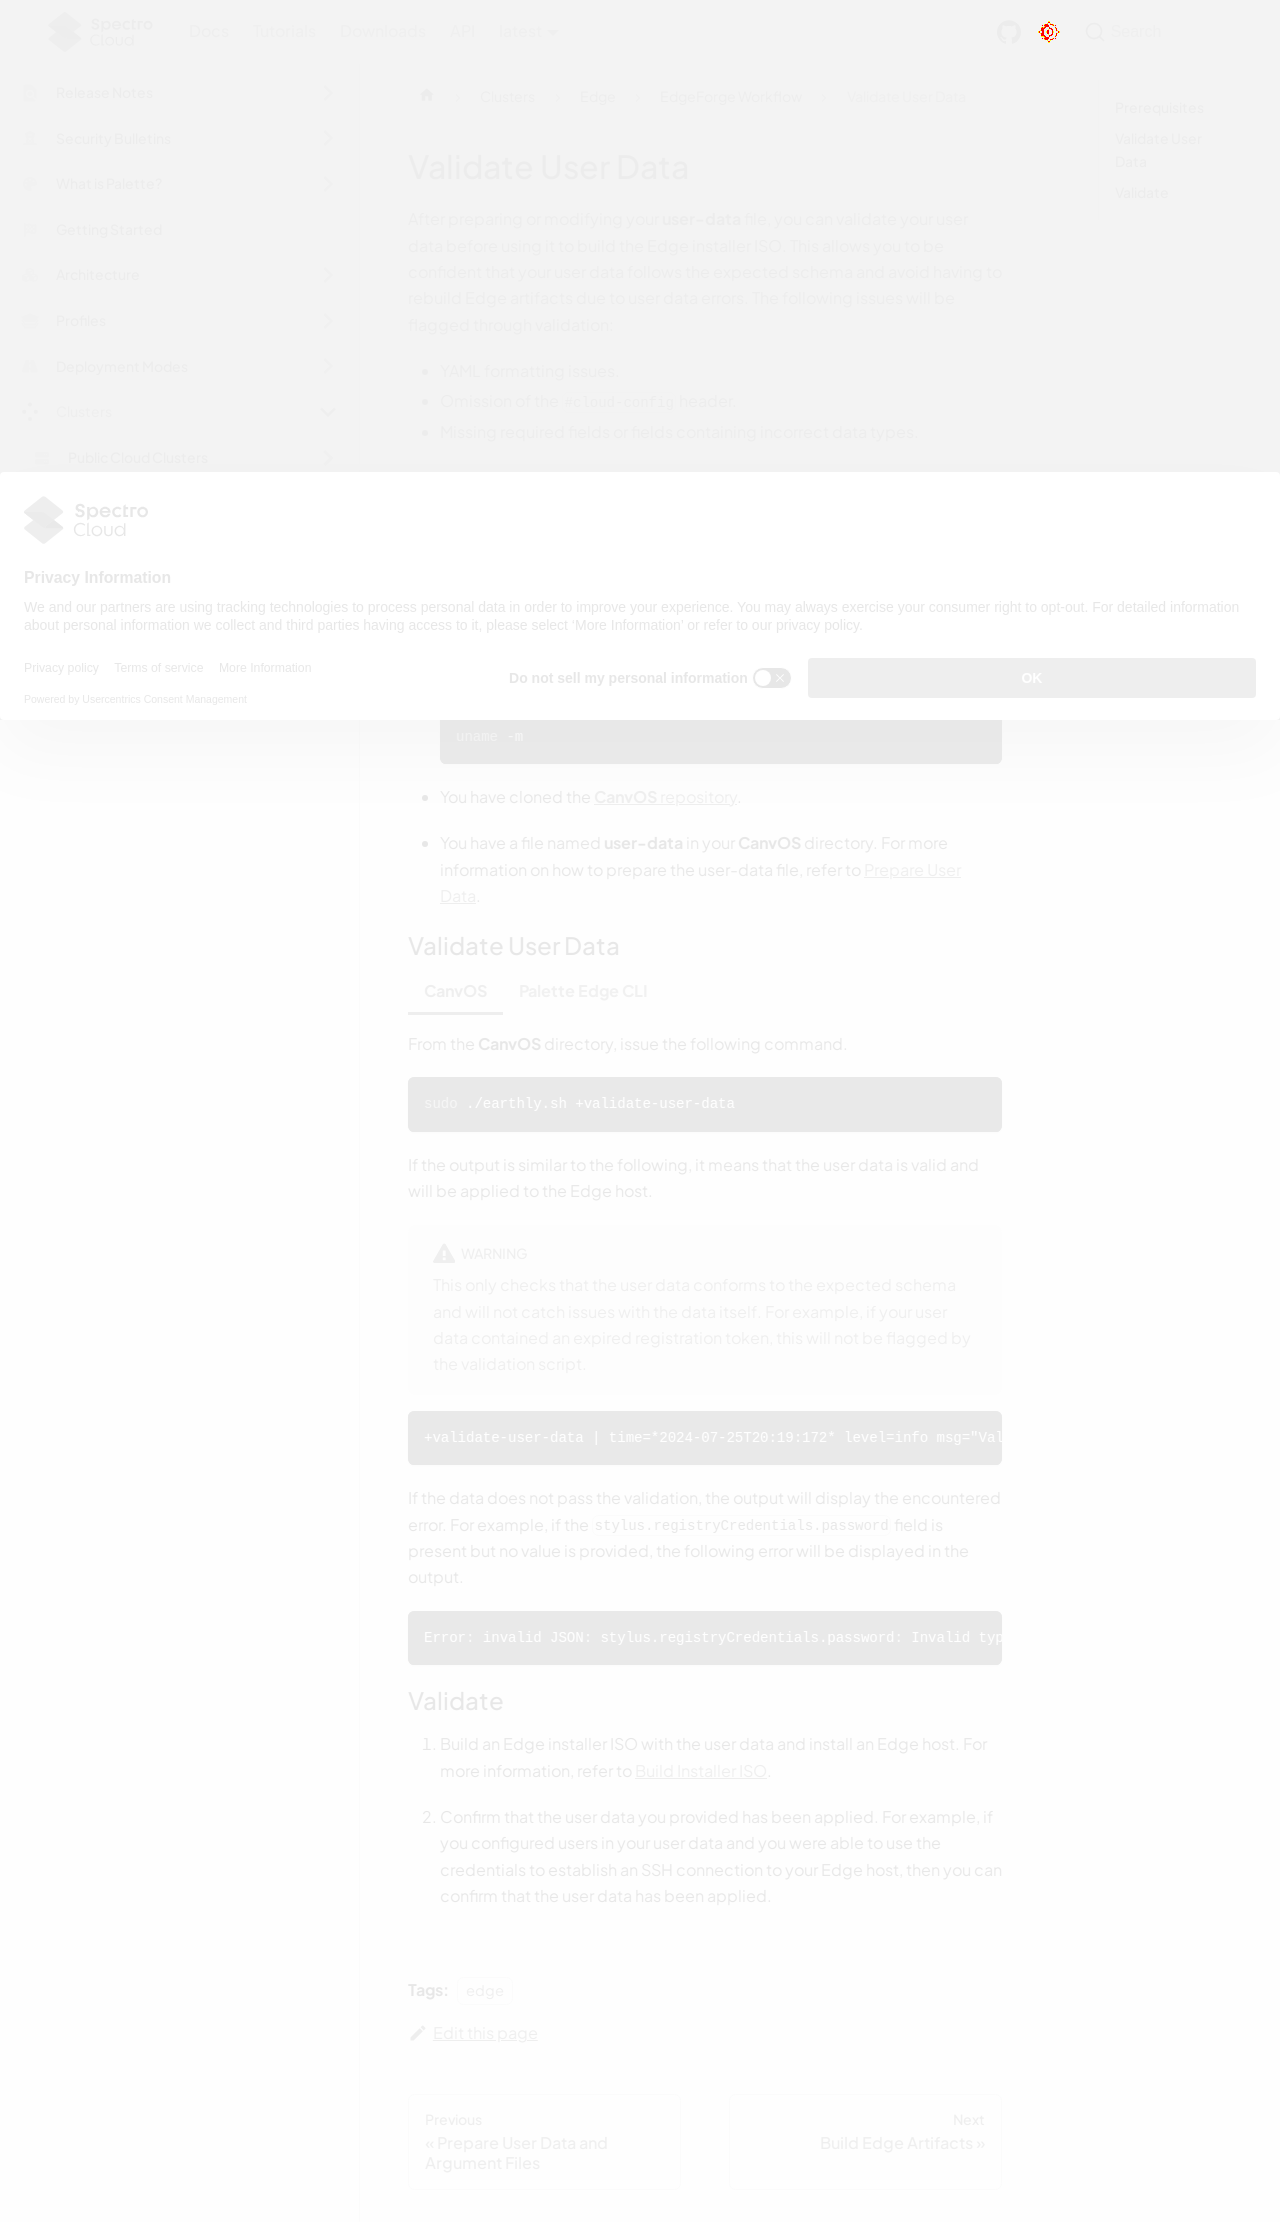 Spectro
Cloud
Docs Tutorials Downloads API latest
Search
Release Notes
Security Bulletins
What is Palette?
Getting Started
Architecture
Profiles
Deployment Modes
Clusters
Public Cloud Clusters
Clusters Edge EdgeForge Workflow Validate User Data
Prerequisites
Validate User
Data
Validate
Validate User Data
After preparing or modifying your user-data file, you can validate your user
data before using it to build the Edge Installer ISO. This allows you to be
confident that your user data follows the expected schema and avoid having to
rebuild Edge artifacts due to user data errors. The following issues will be
flagged through validation:
YAML formatting issues.
Omission of the #cloud-config header.
Missing required fields or fields containing incorrect data types.
Spectro
Cloud
Privacy Information
We and our partners are using tracking technologies to process personal data in order to improve your experience. You may always exercise your consumer right to opt-out. For detailed information
about personal information we collect and third parties having access to it, please select 'More Information' or refer to our privacy policy.
Privacy policy Terms of service More Information
Do not sell my personal information
OK
Powered by Usercentrics Consent Management
uname -m
You have cloned the CanvOS repository.
You have a file named user-data in your CanvOS directory. For more
information on how to prepare the user-data file, refer to Prepare User
Data.
Validate User Data
CanvOS Palette Edge CLI
From the CanvOS directory, issue the following command.
sudo ./earthly.sh +validate-user-data
If the output is similar to the following, it means that the user data is valid and
will be applied to the Edge host.
WARNING
This only checks that the user data conforms to the expected schema
and will not catch issues with the data itself. For example, if your user
data contained an expired registration token, this will not be flagged by
the validation script.
+validate-user-data | time=*2024-07-25T20:19:172* level=info msg="Val
If the data does not pass the validation, the output will display the encountered
error. For example, if the stylus.registryCredentials.password field is
present but no value is provided, the following error will be displayed in the
output.
Error: invalid JSON: stylus.registryCredentials.password: Invalid typ
Validate
1. Build an Edge installer ISO with the user data and install an Edge host. For
more information, refer to Build Installer ISO.
2. Confirm that the user data you provided has been applied. For example, if
you configured users in your user data and you were able to use the
credentials to establish an SSH connection to your Edge host, then you can
confirm that the user data has been applied.
Tags: edge
Edit this page
Previous
« Prepare User Data and
Argument Files
Next
Build Edge Artifacts »